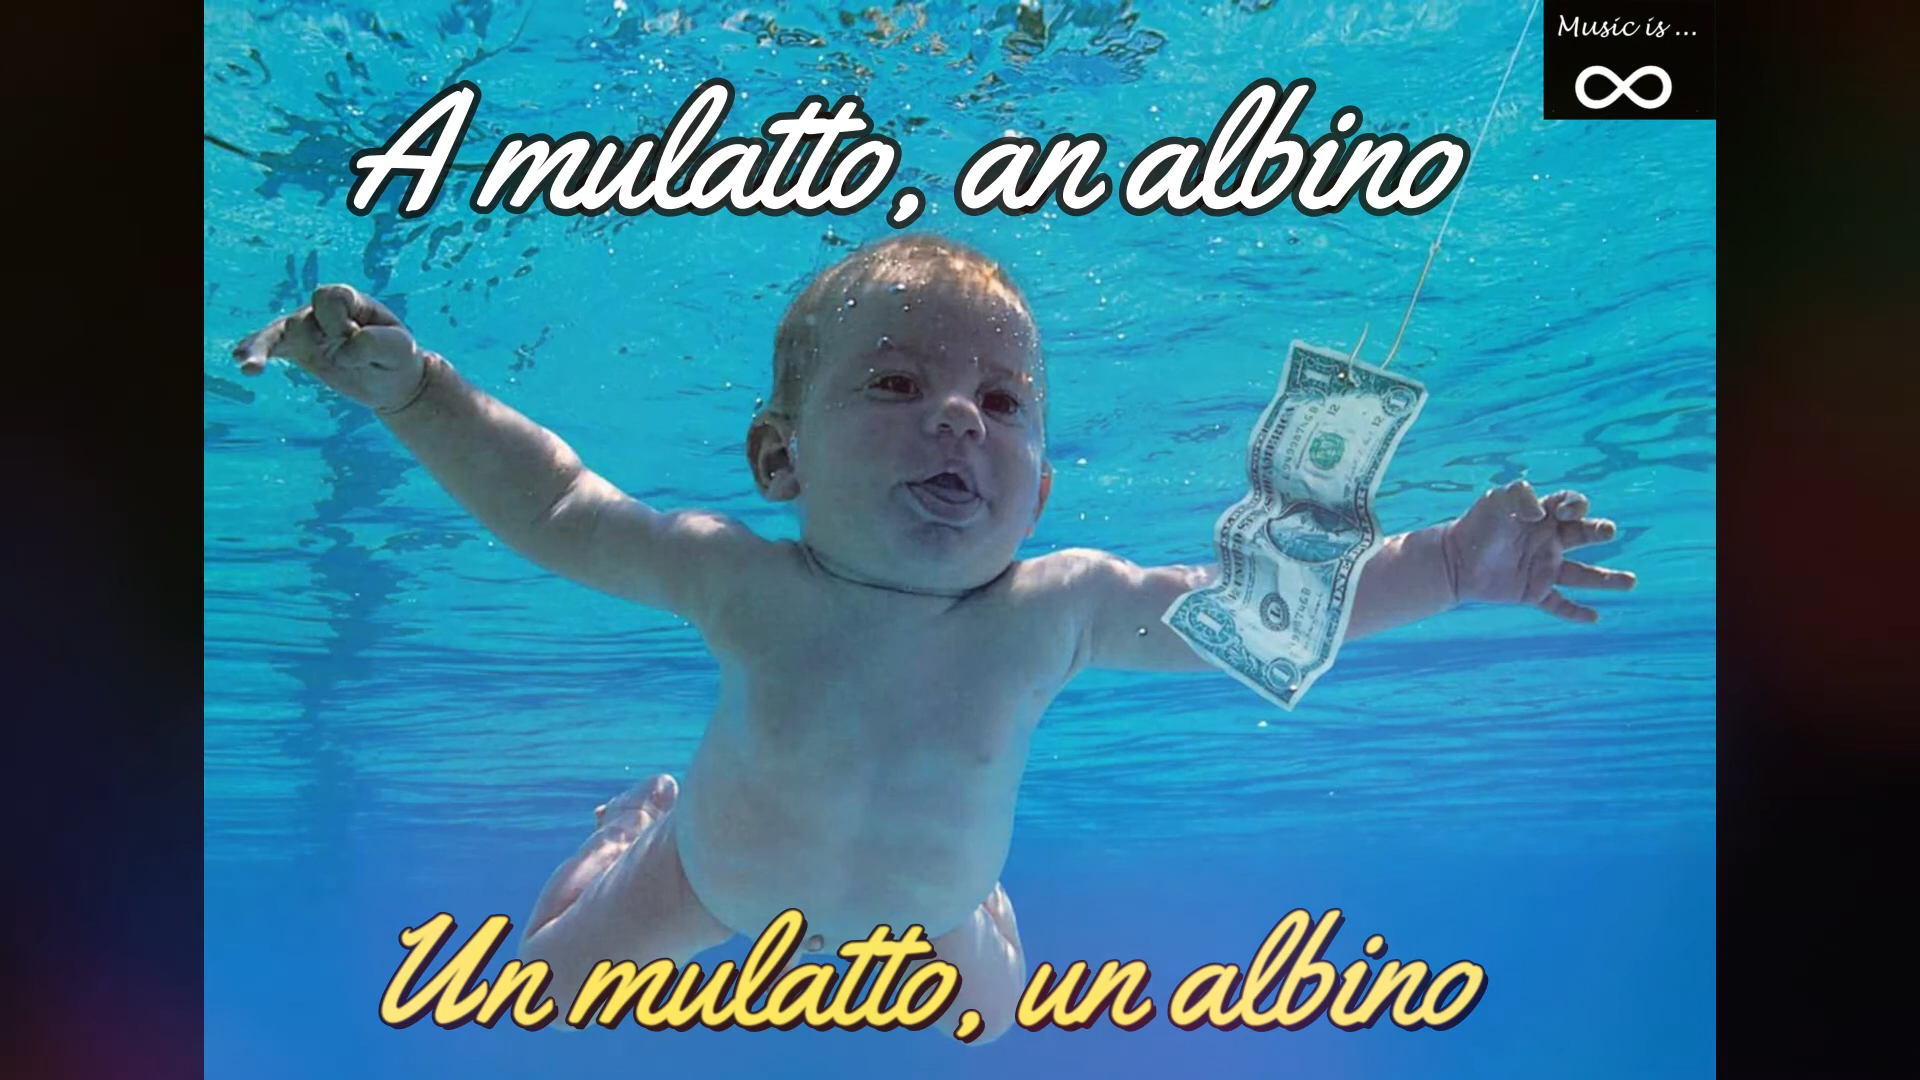 Music is ...
A mulatto, an albino
Un mulatto, un albino